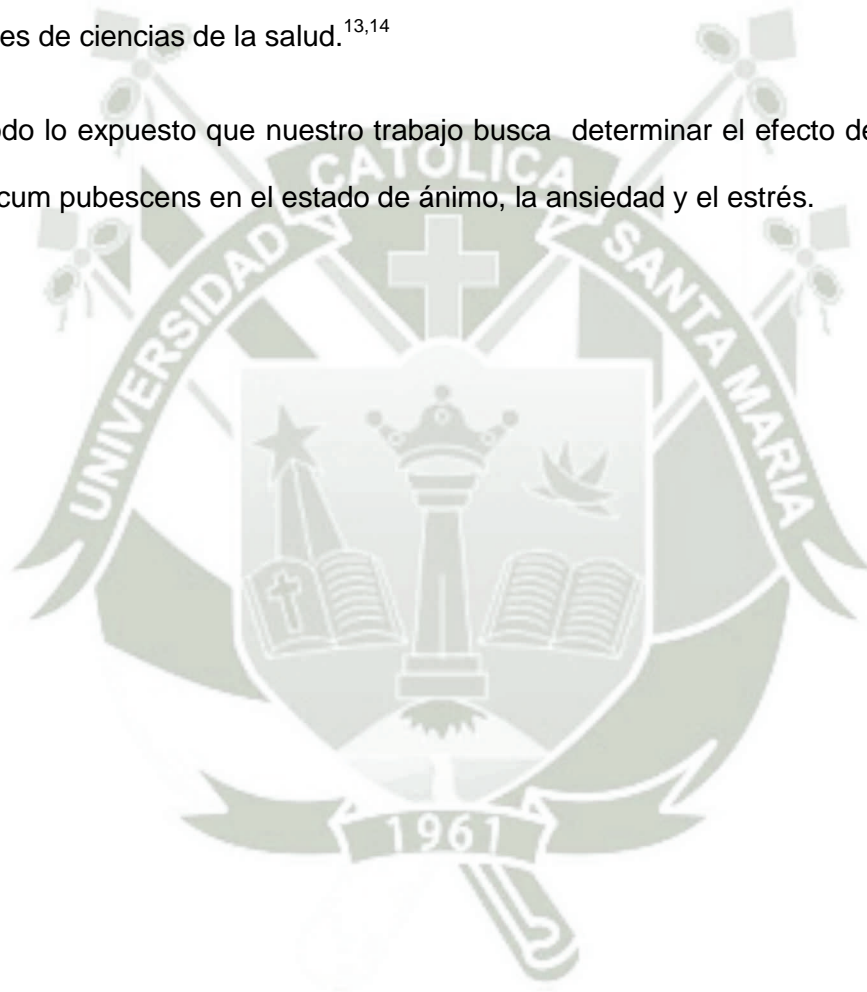 es de ciencias de la salud.13,14
odo lo expuesto que nuestro trabajo busca  determinar el efecto de
cum pubescens en el estado de ánimo, la ansiedad y el estrés.
CATOLICA
UNIVERSIDAD
SANTA MARIA
1961